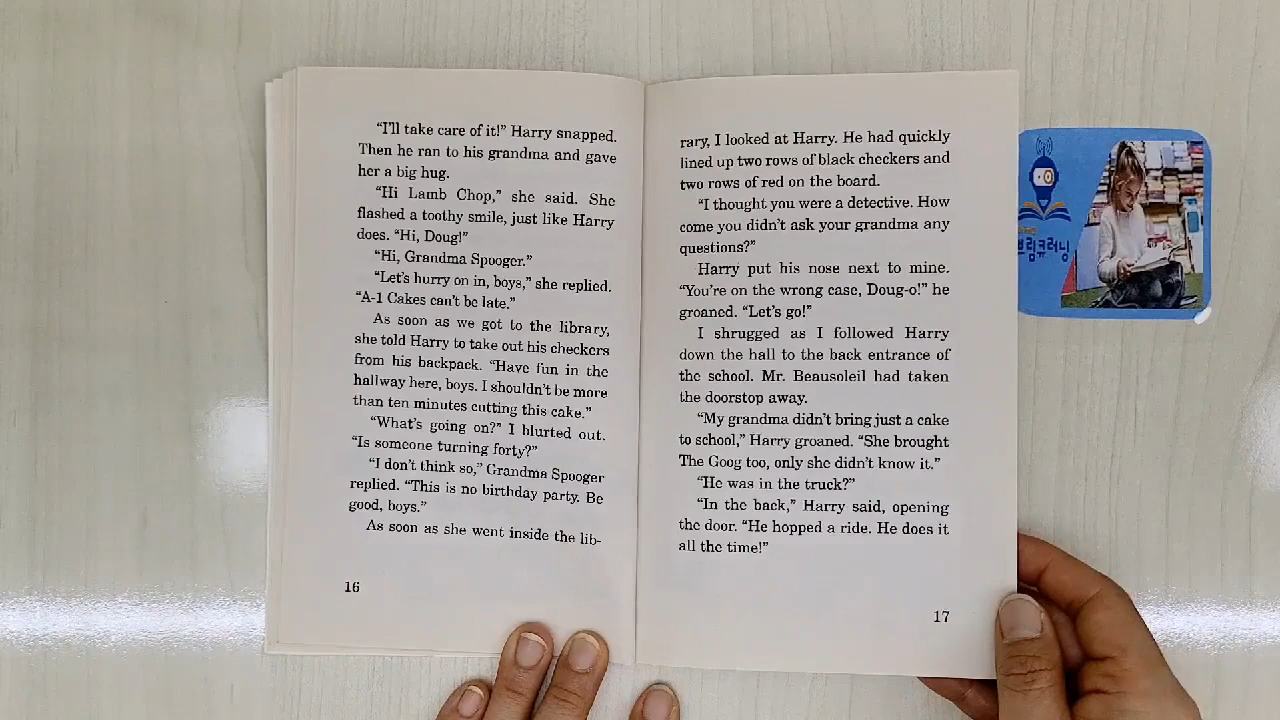 "I'll take care of it!" Harry snapped.
Then he ran to his grandma and gave
her a big hug.
"Hi Lamb Chop," she said. She
flashed a toothy smile, just like Harry
does. "Hi, Doug!"
"Hi, Grandma Spooger."
"Let's hurry on in, boys," she replied.
"A-1 Cakes can't be late."
As soon as we got to the library,
she told Harry to take out his checkers
from his backpack. "Have fun in the
hallway here, boys. I shouldn't be more
than ten minutes cutting this cake."
"What's going on?" I blurted out.
"Is someone turning forty?"
"I don't think so," Grandma Spooger
replied. "This is no birthday party. Be
good, boys."
As soon as she went inside the lib-
16
rary, I looked at Harry. He had quickly
lined up two rows of black checkers and
two rows of red on the board.
"I thought you were a detective. How
come you didn't ask your grandma any
questions?"
Harry put his nose next to mine.
"You're on the wrong case, Doug-o!" he
groaned. "Let's go!"
I shrugged as I followed Harry
down the hall to the back entrance of
the school. Mr. Beausoleil had taken
the doorstop away.
"My grandma didn't bring just a cake
to school," Harry groaned. "She brought
The Goog too, only she didn't know it."
"He was in the truck?"
"In the back," Harry said, opening
the door. "He hopped a ride. He does it
all the time!"
17